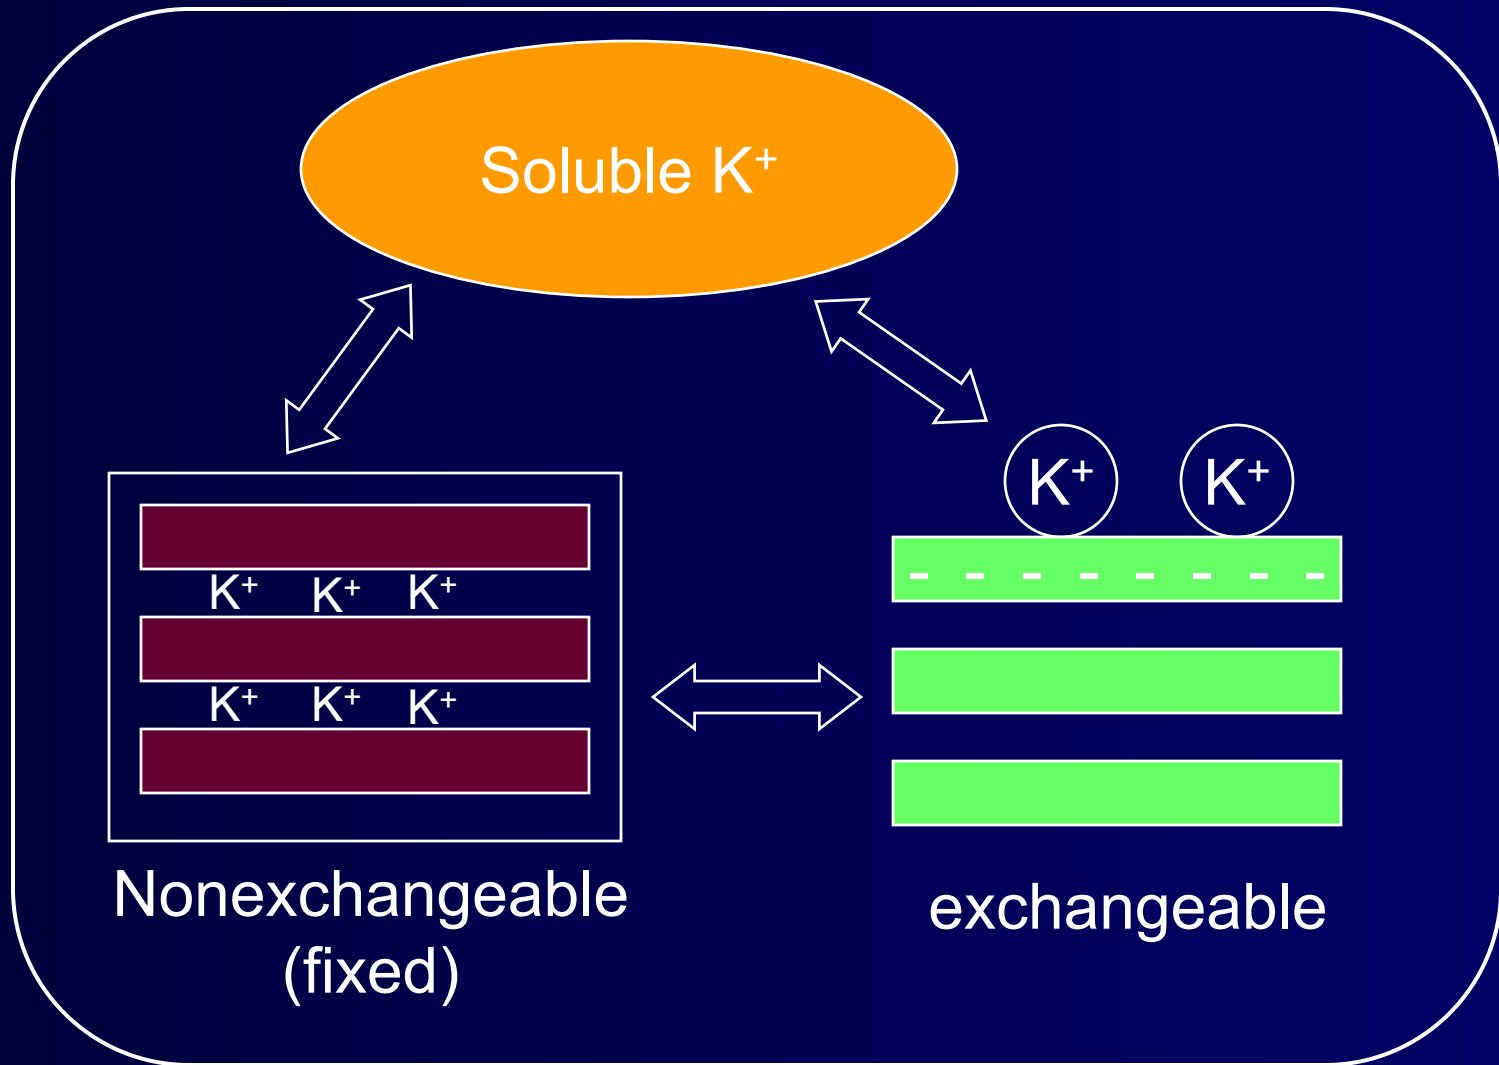 Soluble K⁺
K⁺ K⁺
K⁺ K⁺ K⁺
- - - - - - - -
K⁺ K⁺ K⁺
Nonexchangeable
(fixed)
exchangeable